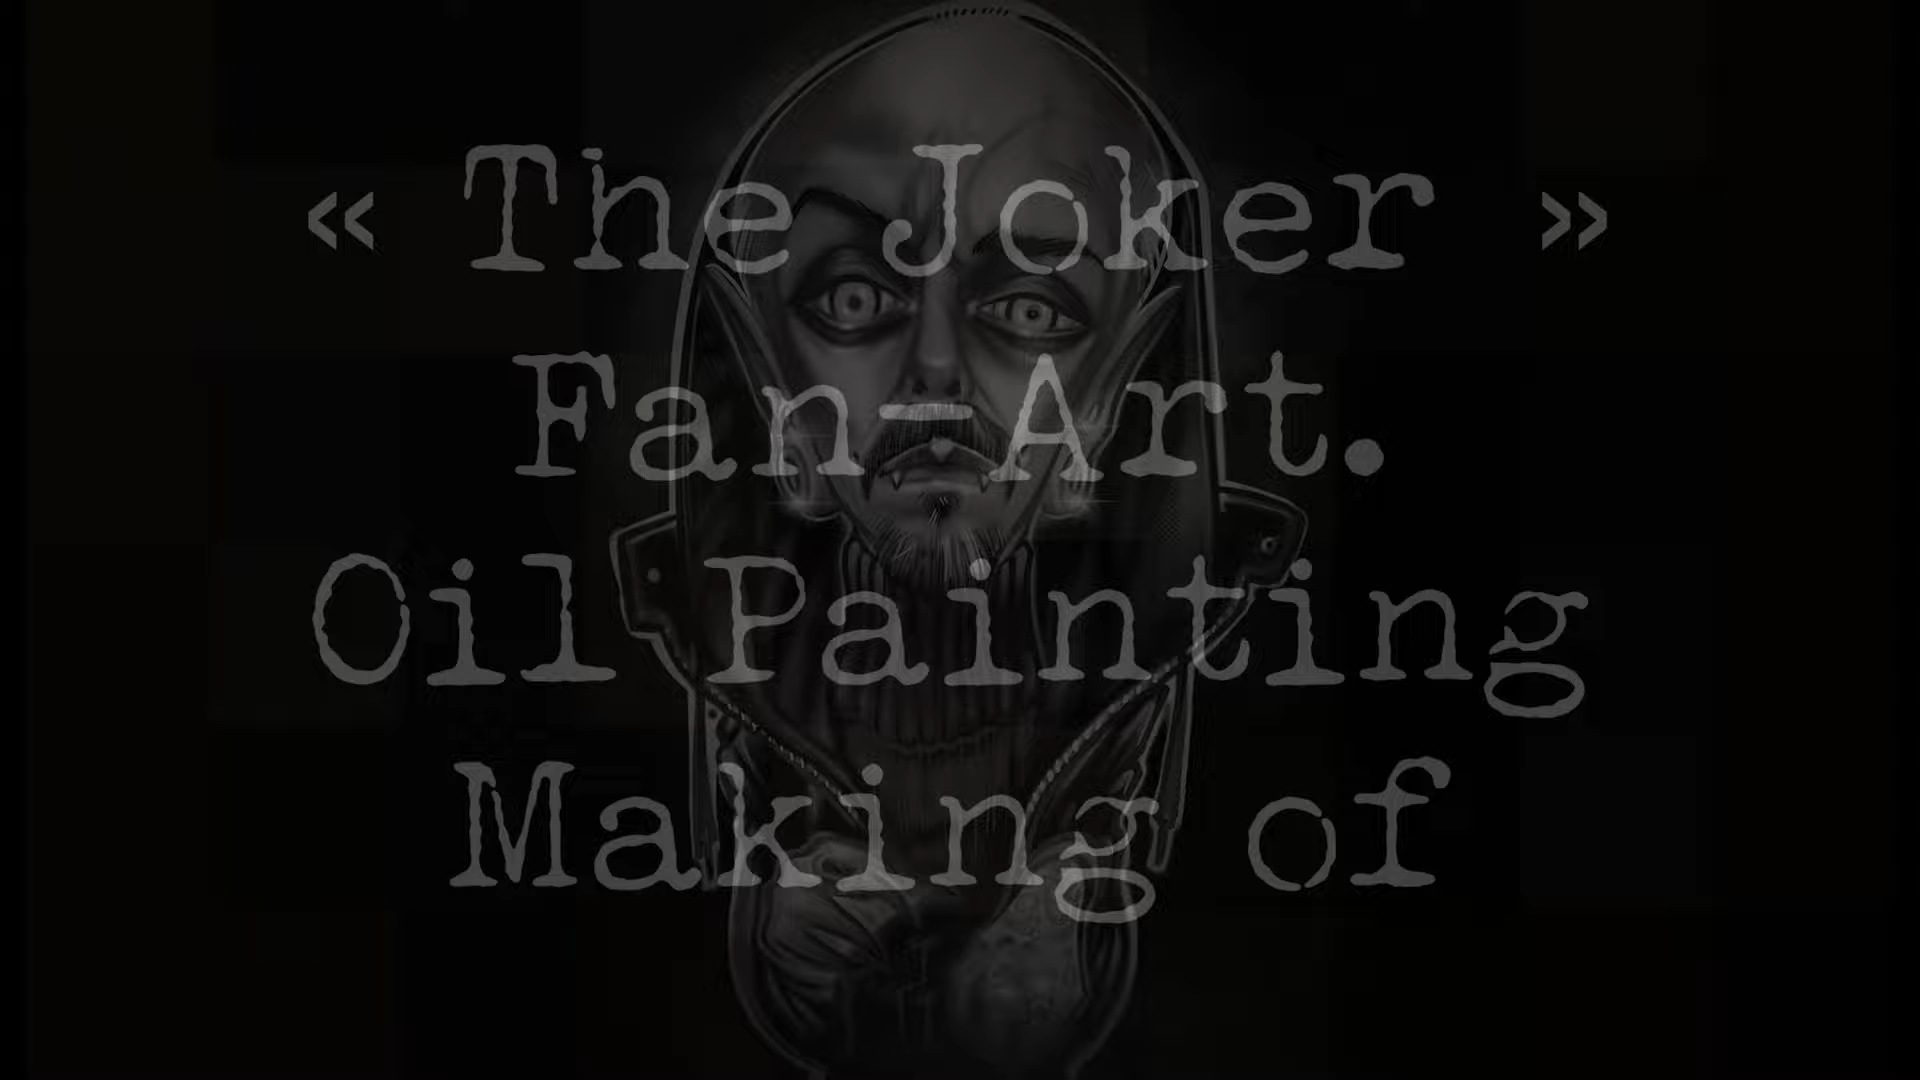 « The Joker »
Fan-Art.
Oil Painting
Making of